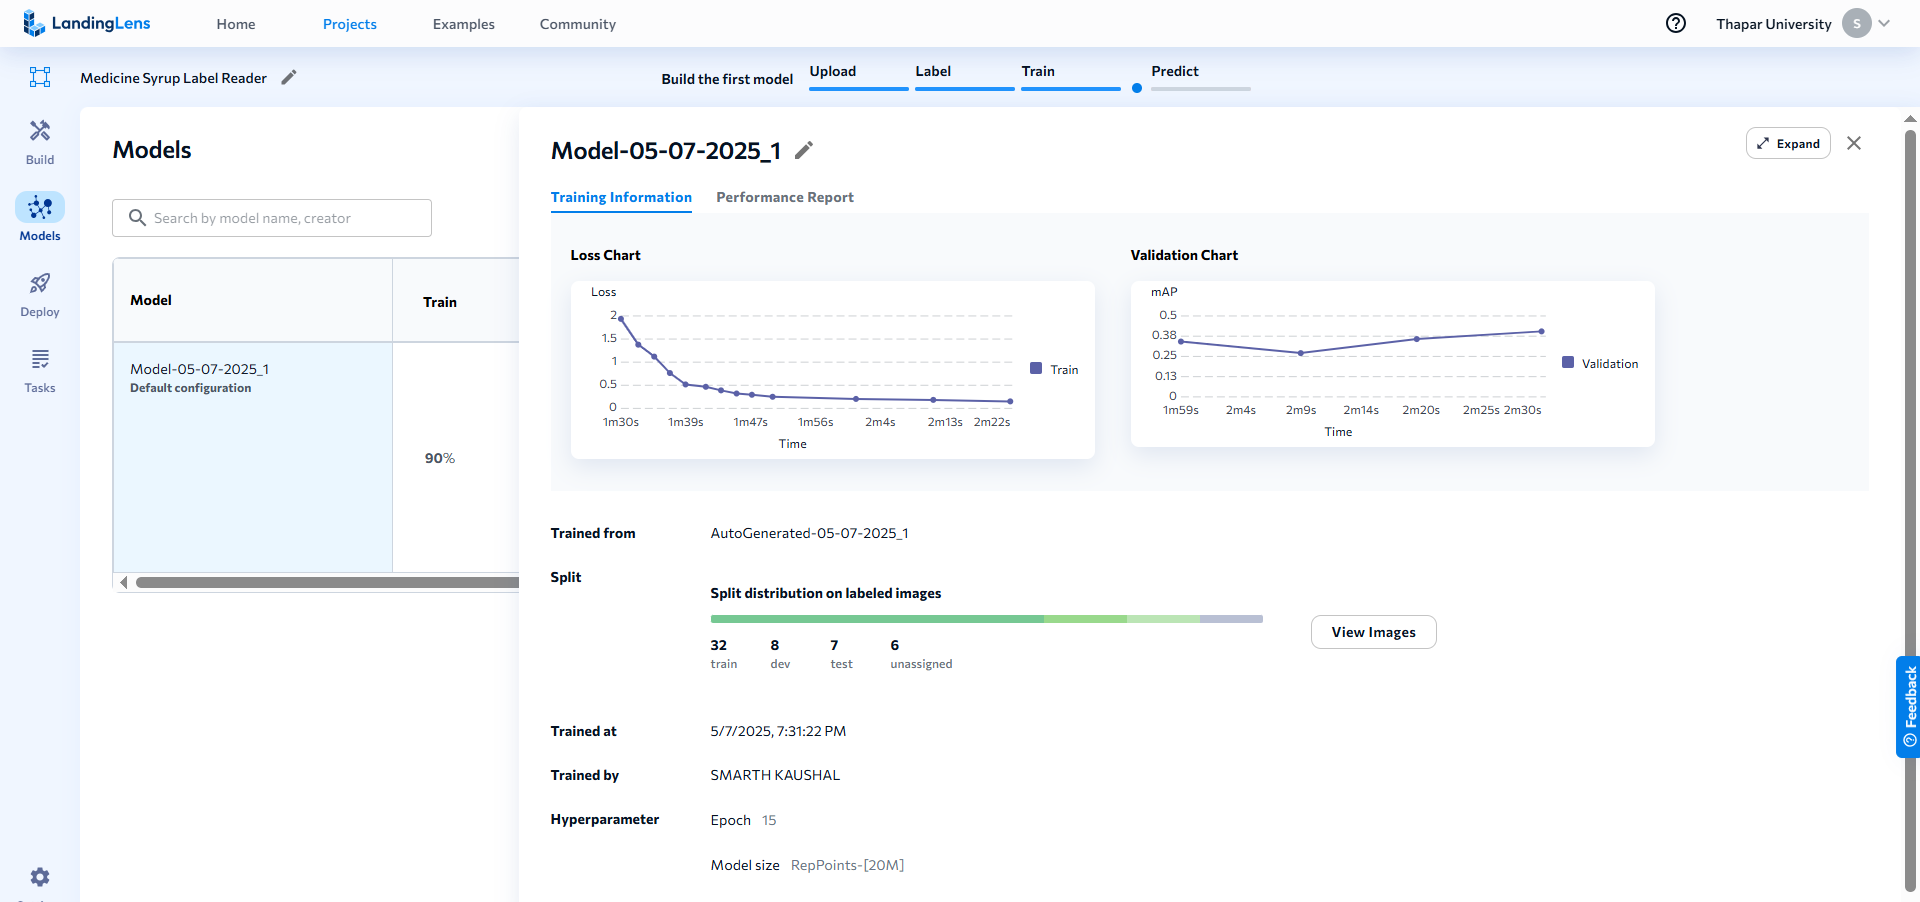 LandingLens
Home
Projects
Examples
Community
Thapar University
S
Medicine Syrup Label Reader
Build the first model
Upload
Label
Train
Predict
Build
Models
Deploy
Tasks
Models
Search by model name, creator
Model
Train
Model-05-07-2025_1
Default configuration
90%
Model-05-07-2025_1
Expand
Training Information
Performance Report
Loss Chart
Loss
2
1.5
1
0.5
0
1m30s 1m39s 1m47s 1m56s 2m4s 2m13s 2m22s
Time
Train
Validation Chart
mAP
0.5
0.38
0.25
0.13
0
1m59s 2m4s 2m9s 2m14s 2m20s 2m25s 2m30s
Time
Validation
Trained from
AutoGenerated-05-07-2025_1
Split
Split distribution on labeled images
32 8 7 6
train dev test unassigned
View Images
Trained at
5/7/2025, 7:31:22 PM
Trained by
SMARTH KAUSHAL
Hyperparameter
Epoch 15
Model size RepPoints-[20M]
Feedback